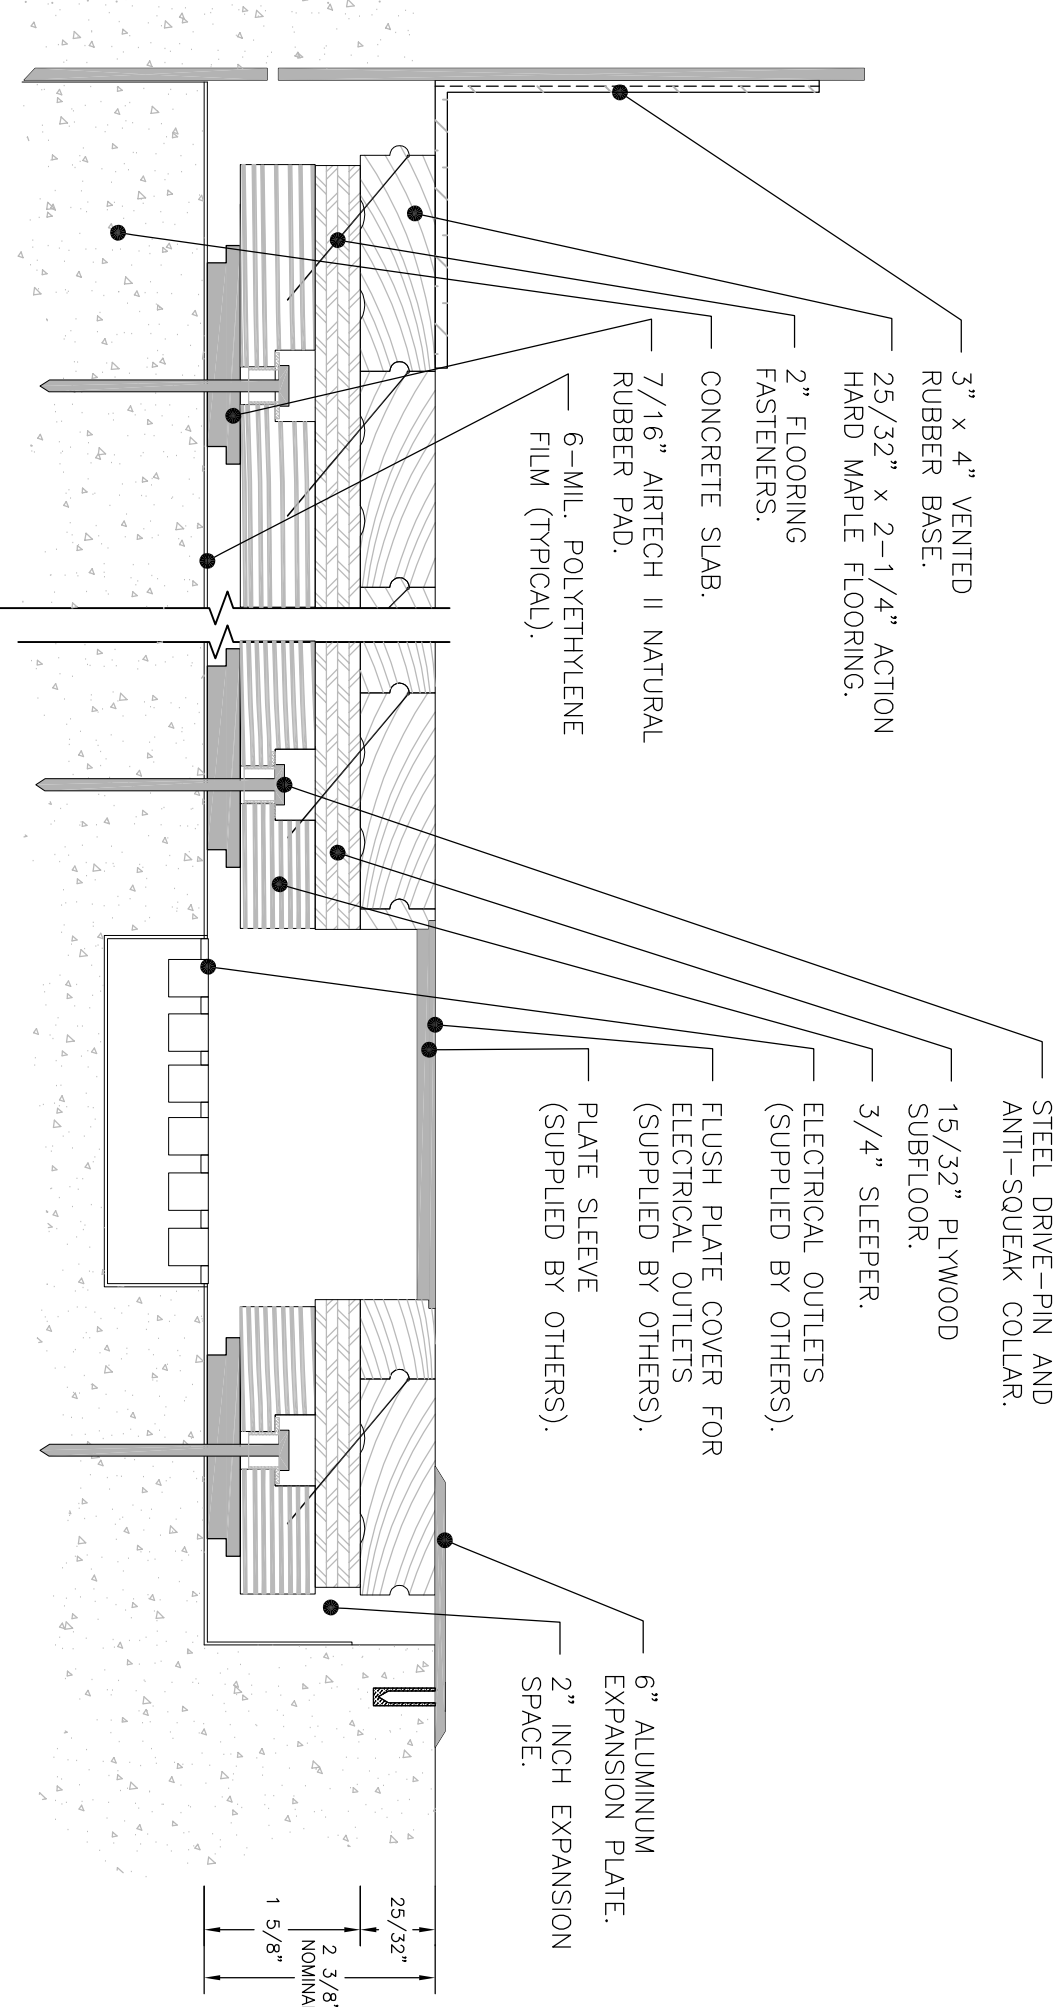 3" x 4" VENTED
RUBBER BASE.
25/32" x 2-1/4" ACTION
HARD MAPLE FLOORING.
2" FLOORING
FASTENERS.
CONCRETE SLAB.
7/16" AIRTECH II NATURAL
RUBBER PAD.
6-MIL. POLYETHYLENE
FILM (TYPICAL).
STEEL DRIVE-PIN AND
ANTI-SQUEAK COLLAR.
15/32" PLYWOOD
SUBFLOOR.
3/4" SLEEPER.
ELECTRICAL OUTLETS
(SUPPLIED BY OTHERS).
FLUSH PLATE COVER FOR
ELECTRICAL OUTLETS
(SUPPLIED BY OTHERS).
PLATE SLEEVE
(SUPPLIED BY OTHERS).
6" ALUMINUM
EXPANSION PLATE.
2" INCH EXPANSION
SPACE.
25/32"
1 5/8"
2 3/8"